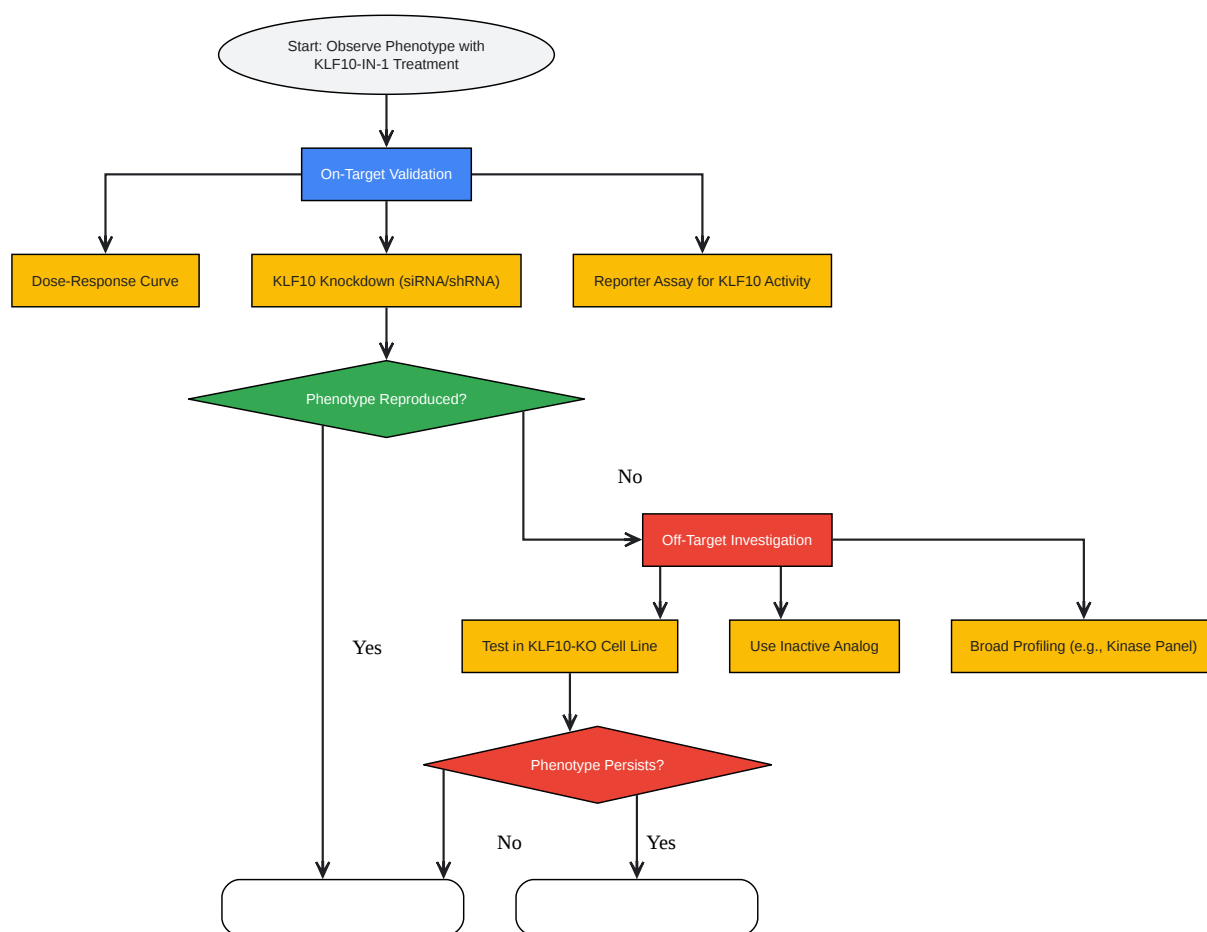 Start: Observe Phenotype with
KLF10-IN-1 Treatment
On-Target Validation
Dose-Response Curve
KLF10 Knockdown (siRNA/shRNA)
Reporter Assay for KLF10 Activity
Phenotype Reproduced?
No
Off-Target Investigation
Yes
Test in KLF10-KO Cell Line
Use Inactive Analog
Broad Profiling (e.g., Kinase Panel)
Phenotype Persists?
No
Yes